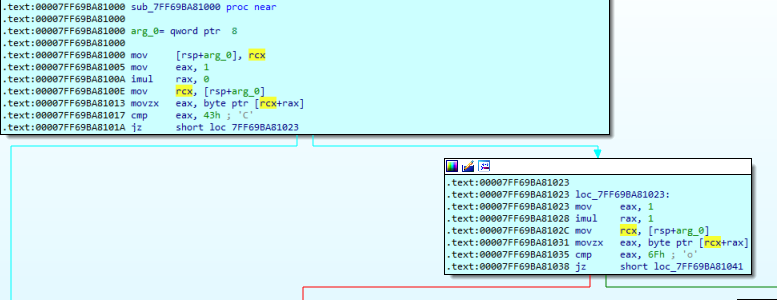 .text:00007FF69BA81000 sub_7FF69BA81000 proc near
.text:00007FF69BA81000
.text:00007FF69BA81000 arg_0= qword ptr 8
.text:00007FF69BA81000
.text:00007FF69BA81000 mov [rsp+arg_0], rcx
.text:00007FF69BA81005 mov eax, 1
.text:00007FF69BA8100A imul rax, 0
.text:00007FF69BA8100E mov rcx, [rsp+arg_0]
.text:00007FF69BA81013 movzx eax, byte ptr [rcx+rax]
.text:00007FF69BA81017 cmp eax, 43h ; 'C'
.text:00007FF69BA8101A jz short loc_7FF69BA81023
.text:00007FF69BA81023
.text:00007FF69BA81023 loc_7FF69BA81023:
.text:00007FF69BA81023 mov eax, 1
.text:00007FF69BA81028 imul rax, 1
.text:00007FF69BA8102C mov rcx, [rsp+arg_0]
.text:00007FF69BA81031 movzx eax, byte ptr [rcx+rax]
.text:00007FF69BA81035 cmp eax, 6Fh ; 'o'
.text:00007FF69BA81038 jz short loc_7FF69BA81041